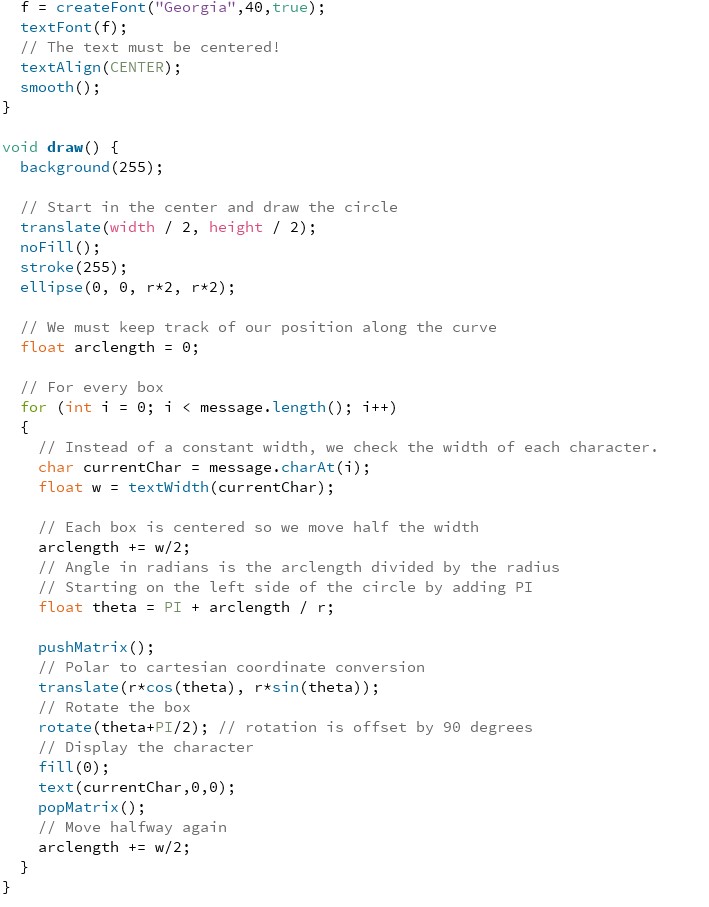 f = createFont("Georgia",40,true);
textFont(f);
// The text must be centered!
textAlign(CENTER);
smooth();
}
void draw() {
background(255);
// Start in the center and draw the circle
translate(width / 2, height / 2);
noFill();
stroke(255);
ellipse(0, 0, r*2, r*2);
// We must keep track of our position along the curve
float arclength = 0;
// For every box
for (int i = 0; i < message.length(); i++)
{
// Instead of a constant width, we check the width of each character.
char currentChar = message.charAt(i);
float w = textWidth(currentChar);
// Each box is centered so we move half the width
arclength += w/2;
// Angle in radians is the arclength divided by the radius
// Starting on the left side of the circle by adding PI
float theta = PI + arclength / r;
pushMatrix();
// Polar to cartesian coordinate conversion
translate(r*cos(theta), r*sin(theta));
// Rotate the box
rotate(theta+PI/2); // rotation is offset by 90 degrees
// Display the character
fill(0);
text(currentChar,0,0);
popMatrix();
// Move halfway again
arclength += w/2;
}
}